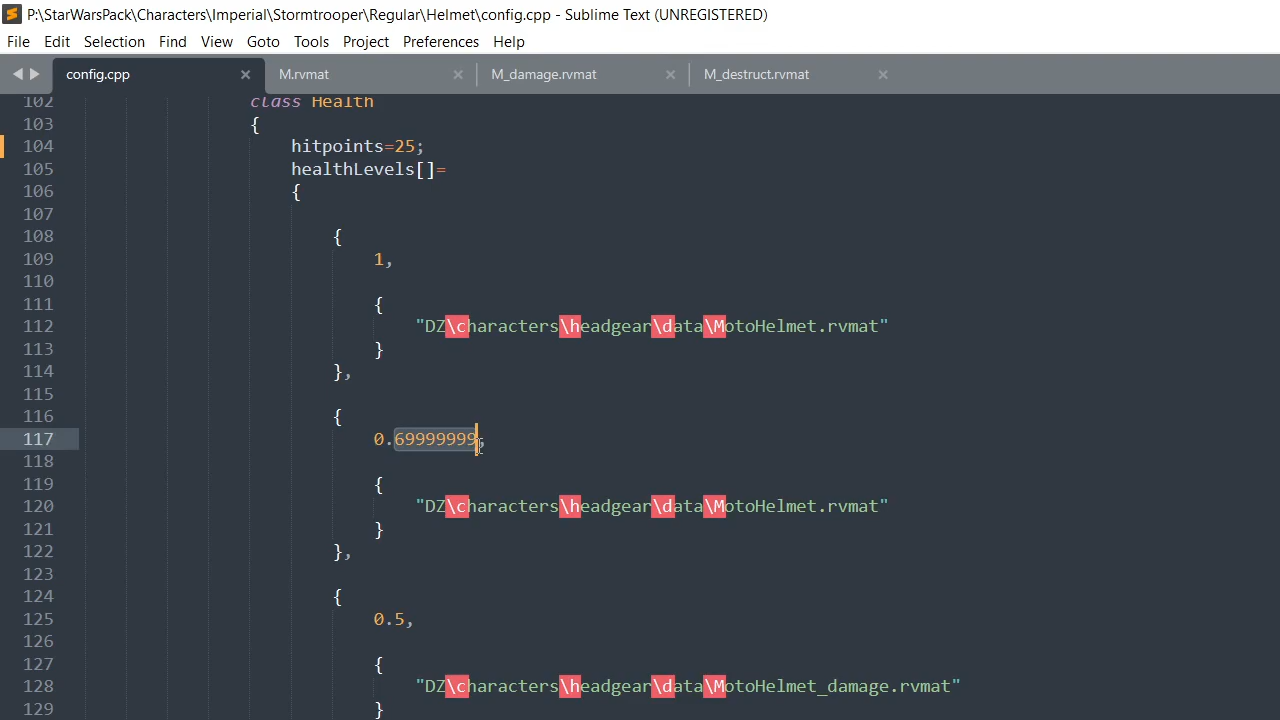 P:\StarWarsPack\Characters\Imperial\Stormtrooper\Regular\Helmet\config.cpp - Sublime Text (UNREGISTERED)
File Edit Selection Find View Goto Tools Project Preferences Help
config.cpp × M.rvmat × M_damage.rvmat × M_destruct.rvmat ×
102 class Health
103 {
104 hitpoints=25;
105 healthLevels[]=
106 {
107
108 {
109 1,
110
111 {
112 "DZ\characters\headgear\data\MotoHelmet.rvmat"
113 }
114 },
115
116 {
117 0.69999999,
118
119 {
120 "DZ\characters\headgear\data\MotoHelmet.rvmat"
121 }
122 },
123
124 {
125 0.5,
126
127 {
128 "DZ\characters\headgear\data\MotoHelmet_damage.rvmat"
129 }